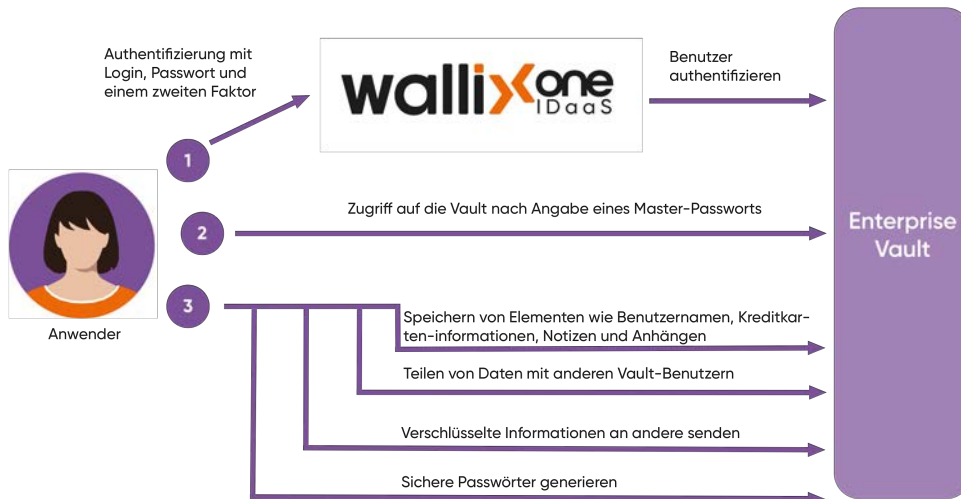 Authentifizierung mit
Login, Passwort und
einem zweiten Faktor
wallix one
IDaaS
Benutzer
authentifizieren
1
Zugriff auf die Vault nach Angabe eines Master-Passworts
2
Enterprise
Vault
3
Anwender
Speichern von Elementen wie Benutzernamen, Kreditkar-
ten-informationen, Notizen und Anhängen
Teilen von Daten mit anderen Vault-Benutzern
Verschlüsselte Informationen an andere senden
Sichere Passwörter generieren